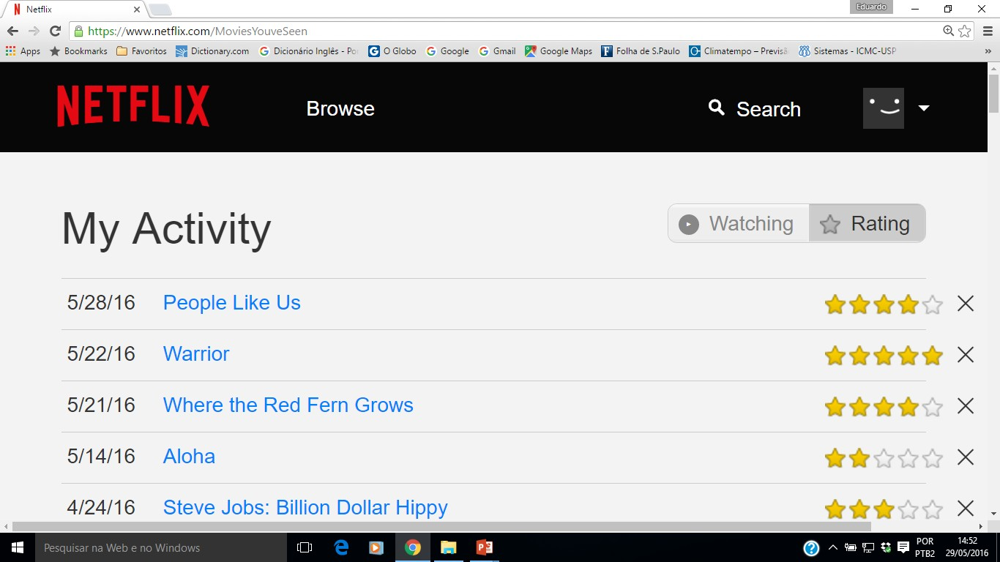 Netflix
Eduardo
https://www.netflix.com/MoviesYouveSeen
Apps Bookmarks Favoritos Dictionary.com Dicionário Inglês - Po O Globo Google Gmail Google Maps Folha de S.Paulo Climatempo – Previsã Sistemas - ICMC-USP »
NETFLIX Browse Search
My Activity Watching Rating
5/28/16 People Like Us
5/22/16 Warrior
5/21/16 Where the Red Fern Grows
5/14/16 Aloha
4/24/16 Steve Jobs: Billion Dollar Hippy
Pesquisar na Web e no Windows
POR 14:52
PTB2 29/05/2016